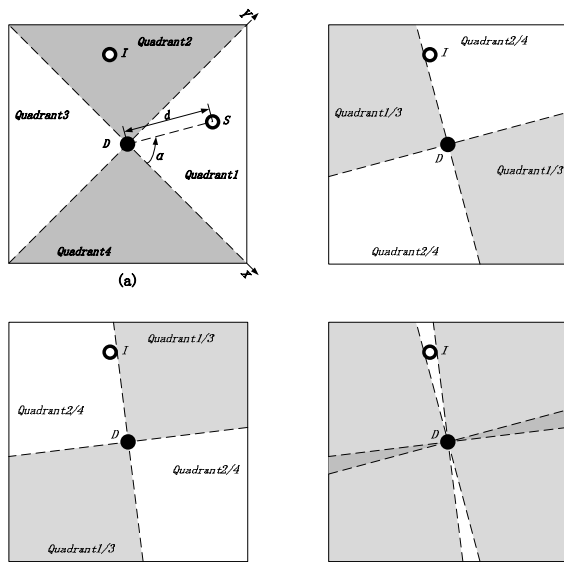 y
I
Quadrant2
Quadrant3
d
S
D
α
Quadrant1
Quadrant4
x
(a)
I
Quadrant2/4
Quadrant1/3
D
Quadrant1/3
Quadrant2/4
I
Quadrant1/3
Quadrant2/4
D
Quadrant2/4
Quadrant1/3
I
D